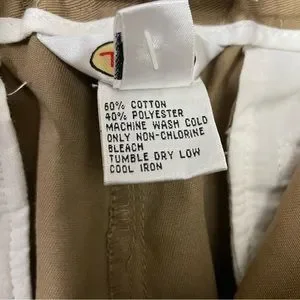 60% COTTON
40% POLYESTER
MACHINE WASH COLD
ONLY NON-CHLORINE
BLEACH
TUMBLE DRY LOW
COOL IRON